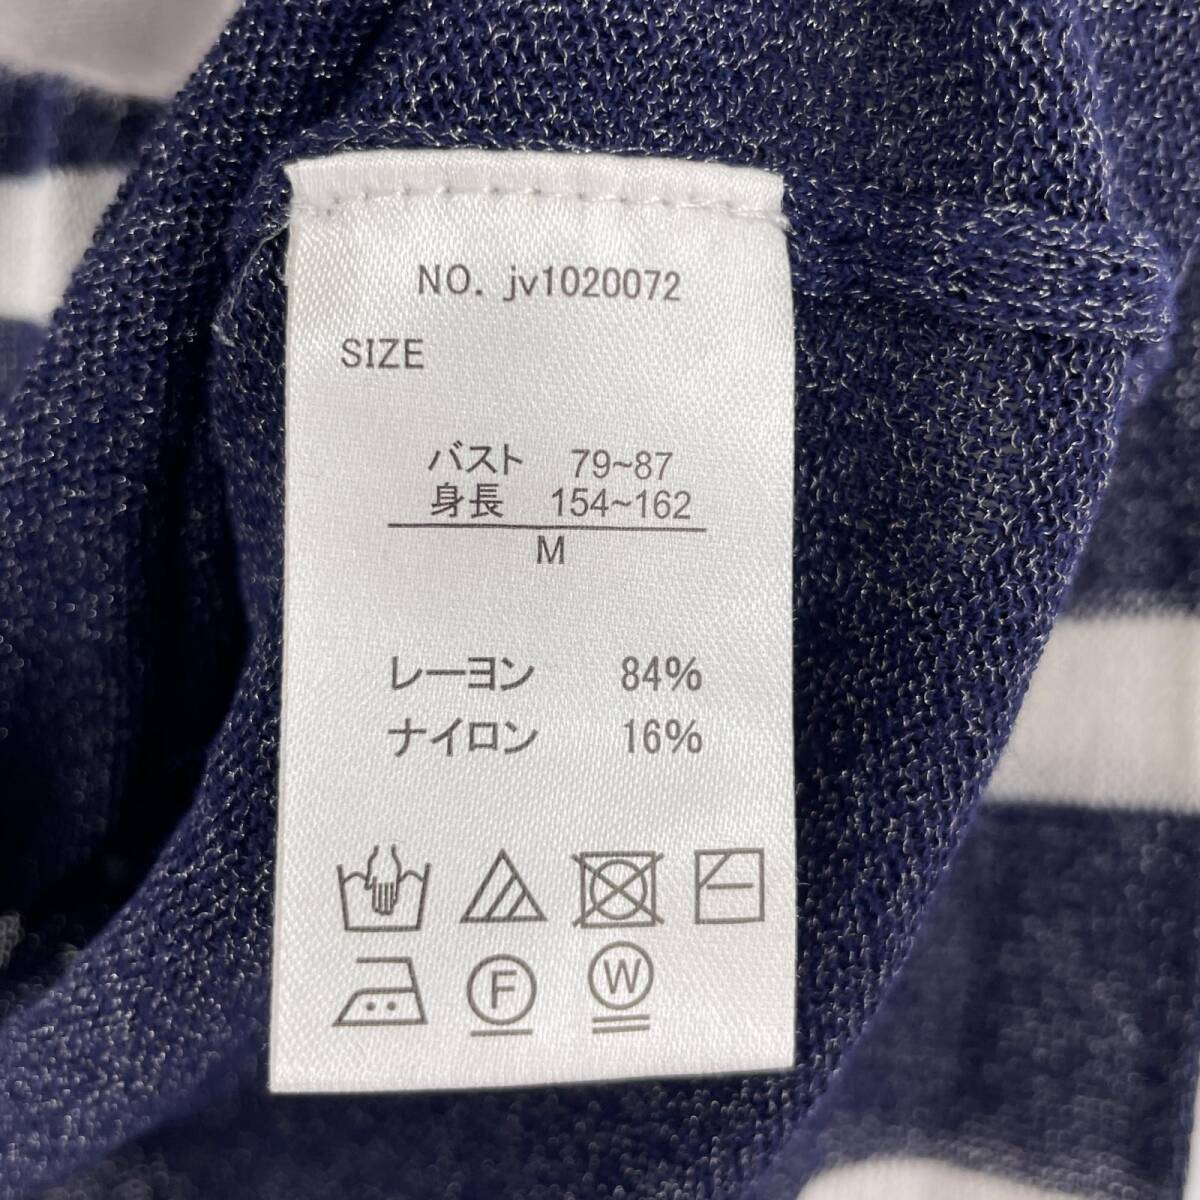 NO. jv1020072
SIZE
バスト 79~87
身長 154~162
M
レーヨン 84%
ナイロン 16%
F
W